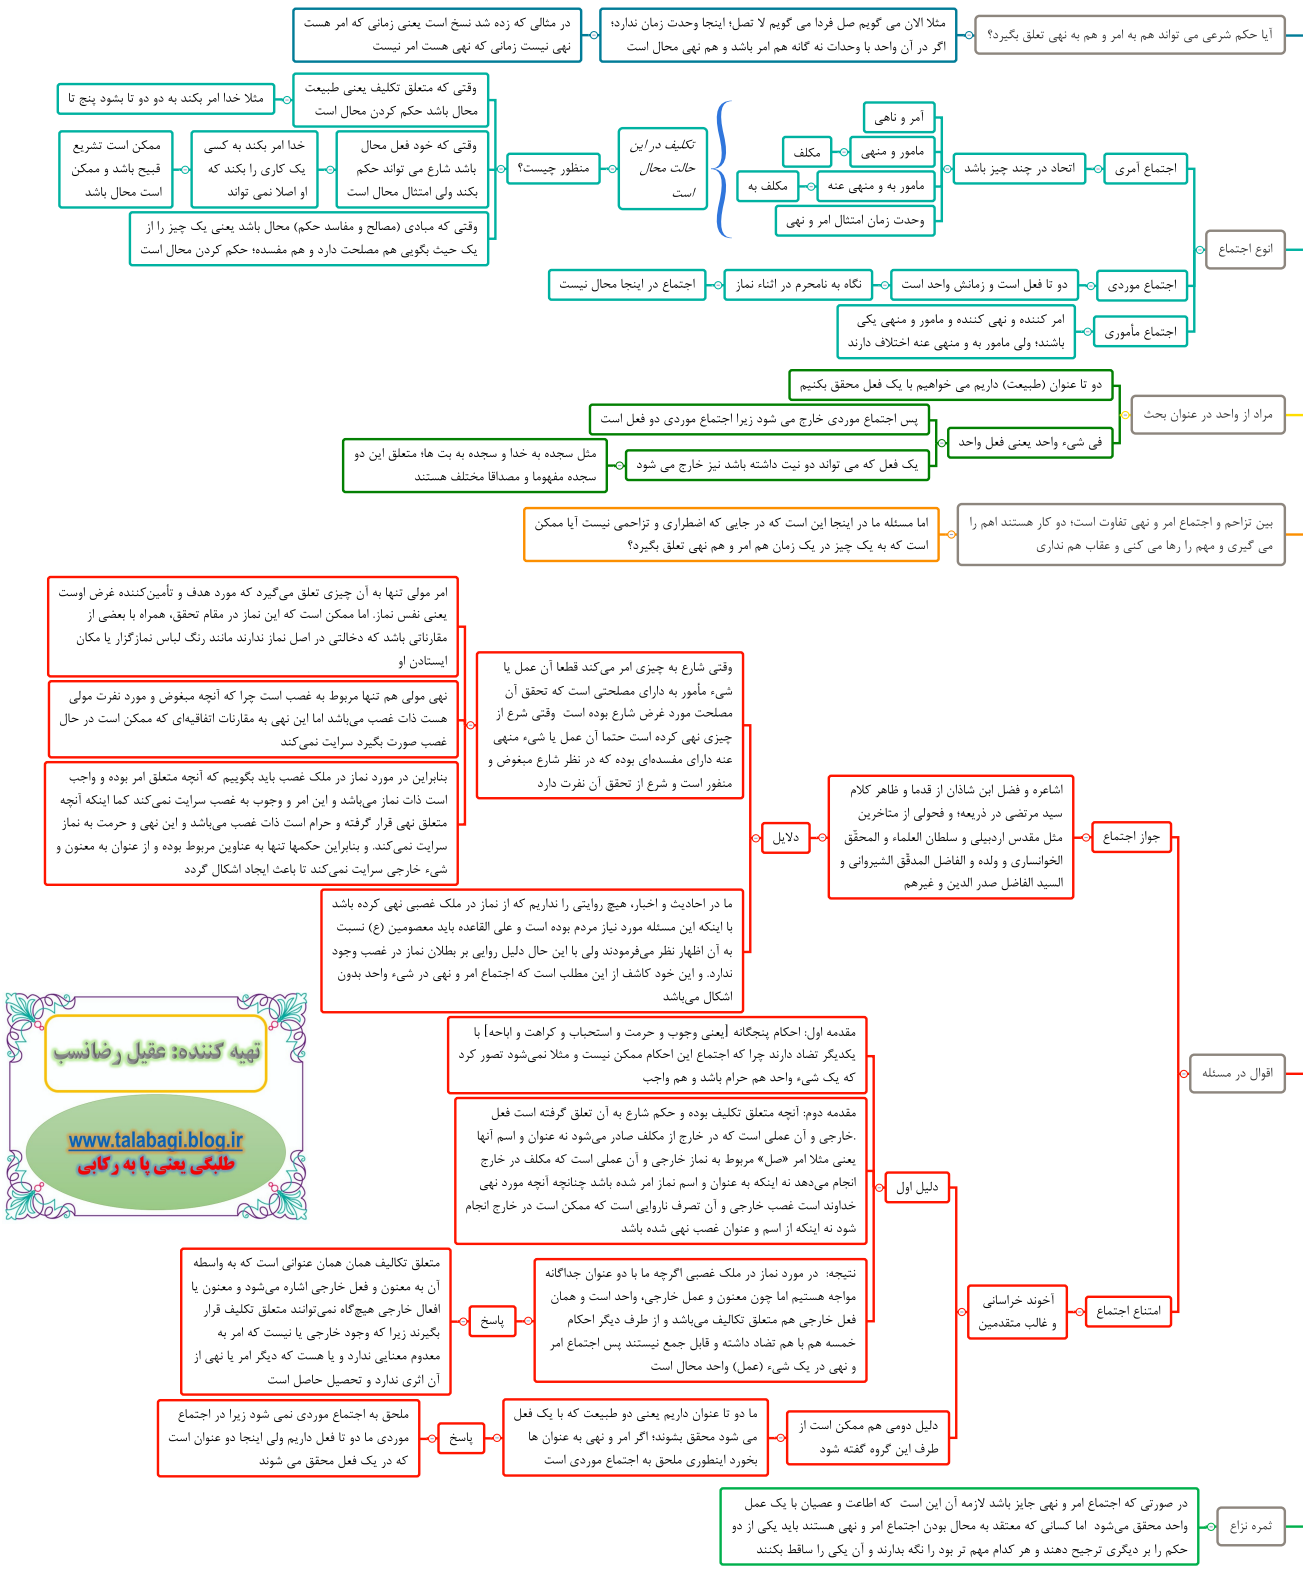 آیا حکم شرعی می تواند هم به امر و هم به نهی تعلق بگیرد؟
مثلا الان می گویم صل فردا می گویم لا تصل؛ اینجا وحدت زمان ندارد؛
اگر در آن واحد با وحدات نه گانه هم امر باشد و هم نهی محال است
در مثالی که زده شد نسخ است یعنی زمانی که امر هست
نهی نیست زمانی که نهی هست امر نیست
انوع اجتماع
اجتماع آمری
اتحاد در چند چیز باشد
آمر و ناهی
مامور و منهی
مکلف
مامور به و منهی عنه
مکلف به
وحدت زمان امتثال امر و نهی
تکلیف در این
حالت محال
است
منظور چیست؟
وقتی که متعلق تکلیف یعنی طبیعت
محال باشد حکم کردن محال است
مثلا خدا امر بکند به دو دو تا بشود پنج تا
وقتی که خود فعل محال
باشد شارع می تواند حکم
بکند ولی امتثال محال است
خدا امر بکند به کسی
یک کاری را بکند که
او اصلا نمی تواند
ممکن است تشریع
قبیح باشد و ممکن
است محال باشد
وقتی که مبادی (مصالح و مفاسد حکم) محال باشد یعنی یک چیز را از
یک حیث بگویی هم مصلحت دارد و هم مفسده؛ حکم کردن محال است
اجتماع موردی
دو تا فعل است و زمانش واحد است
نگاه به نامحرم در اثناء نماز
اجتماع در اینجا محال نیست
اجتماع مأموری
امر کننده و نهی کننده و مامور و منهی یکی
باشند؛ ولی مامور به و منهی عنه اختلاف دارند
مراد از واحد در عنوان بحث
دو تا عنوان (طبیعت) داریم می خواهیم با یک فعل محقق بکنیم
فی شیء واحد یعنی فعل واحد
پس اجتماع موردی خارج می شود زیرا اجتماع موردی دو فعل است
یک فعل که می تواند دو نیت داشته باشد نیز خارج می شود
مثل سجده به خدا و سجده به بت ها؛ متعلق این دو
سجده مفهوما و مصداقا مختلف هستند
بین تزاحم و اجتماع امر و نهی تفاوت است؛ دو کار هستند اهم را
می گیری و مهم را رها می کنی و عقاب هم نداری
اما مسئله ما در اینجا این است که در جایی که اضطراری و تزاحمی نیست آیا ممکن
است که به یک چیز در یک زمان هم امر و هم نهی تعلق بگیرد؟
اقوال در مسئله
جواز اجتماع
اشاعره و فضل ابن شاذان از قدما و ظاهر کلام
سید مرتضی در ذریعه؛ و فحولی از متاخرین
مثل مقدس اردبیلی و سلطان العلماء و المحقّق
الخوانساری و ولده و الفاضل المدقّق الشیروانی و
السید الفاضل صدر الدین و غیرهم
دلایل
وقتی شارع به چیزی امر می‌کند قطعا آن عمل یا
شیء مأمور به دارای مصلحتی است که تحقق آن
مصلحت مورد غرض شارع بوده است  وقتی شرع از
چیزی نهی کرده است حتما آن عمل یا شیء منهی
عنه دارای مفسده‌ای بوده که در نظر شارع مبغوض و
منفور است و شرع از تحقق آن نفرت دارد
امر مولی تنها به آن چیزی تعلق می‌گیرد که مورد هدف و تأمین‌کننده غرض اوست
یعنی نفس نماز. اما ممکن است که این نماز در مقام تحقق، همراه با بعضی از
مقارناتی باشد که دخالتی در اصل نماز ندارند مانند رنگ لباس نمازگزار یا مکان
ایستادن او
نهی مولی هم تنها مربوط به غصب است چرا که آنچه مبغوض و مورد نفرت مولی
هست ذات غصب می‌باشد اما این نهی به مقارنات اتفاقیه‌ای که ممکن است در حال
غصب صورت بگیرد سرایت نمی‌کند
بنابراین در مورد نماز در ملک غصب باید بگوییم که آنچه متعلق امر بوده و واجب
است ذات نماز می‌باشد و این امر و وجوب به غصب سرایت نمی‌کند کما اینکه آنچه
متعلق نهی قرار گرفته و حرام است ذات غصب می‌باشد و این نهی و حرمت به نماز
سرایت نمی‌کند. و بنابراین حکمها تنها به عناوین مربوط بوده و از عنوان به معنون و
شیء خارجی سرایت نمی‌کند تا باعث ایجاد اشکال گردد
ما در احادیث و اخبار، هیچ روایتی را نداریم که از نماز در ملک غصبی نهی کرده باشد
با اینکه این مسئله مورد نیاز مردم بوده است و علی القاعده باید معصومین (ع) نسبت
به آن اظهار نظر می‌فرمودند ولی با این حال دلیل روایی بر بطلان نماز در غصب وجود
ندارد. و این خود کاشف از این مطلب است که اجتماع امر و نهی در شیء واحد بدون
اشکال می‌باشد
امتناع اجتماع
آخوند خراسانی
و غالب متقدمین
دلیل اول
مقدمه اول: احکام پنجگانه [یعنی وجوب و حرمت و استحباب و کراهت و اباحه] با
یکدیگر تضاد دارند چرا که اجتماع این احکام ممکن نیست و مثلا نمی‌شود تصور کرد
که یک شیء واحد هم حرام باشد و هم واجب
مقدمه دوم: آنچه متعلق تکلیف بوده و حکم شارع به آن تعلق گرفته است فعل
.خارجی و آن عملی است که در خارج از مکلف صادر می‌شود نه عنوان و اسم آنها
یعنی مثلا امر «صل» مربوط به نماز خارجی و آن عملی است که مکلف در خارج
انجام می‌دهد نه اینکه به عنوان و اسم نماز امر شده باشد چنانچه آنچه مورد نهی
خداوند است غصب خارجی و آن تصرف ناروایی است که ممکن است در خارج انجام
شود نه اینکه از اسم و عنوان غصب نهی شده باشد
نتیجه:  در مورد نماز در ملک غصبی اگرچه ما با دو عنوان جداگانه
مواجه هستیم اما چون معنون و عمل خارجی، واحد است و همان
فعل خارجی هم متعلق تکالیف می‌باشد و از طرف دیگر احکام
خمسه هم با هم تضاد داشته و قابل جمع نیستند پس اجتماع امر
و نهی در یک شیء (عمل) واحد محال است
پاسخ
متعلق تکالیف همان همان عنوانی است که به واسطه
آن به معنون و فعل خارجی اشاره می‌شود و معنون یا
افعال خارجی هیچ‌گاه نمی‌توانند متعلق تکلیف قرار
بگیرند زیرا که وجود خارجی یا نیست که امر به
معدوم معنایی ندارد و یا هست که دیگر امر یا نهی از
آن اثری ندارد و تحصیل حاصل است
دلیل دومی هم ممکن است از
طرف این گروه گفته شود
ما دو تا عنوان داریم یعنی دو طبیعت که با یک فعل
می شود محقق بشوند؛ اگر امر و نهی به عنوان ها
بخورد اینطوری ملحق به اجتماع موردی است
پاسخ
ملحق به اجتماع موردی نمی شود زیرا در اجتماع
موردی ما دو تا فعل داریم ولی اینجا دو عنوان است
که در یک فعل محقق می شوند
ثمره نزاع
در صورتی که اجتماع امر و نهی جایز باشد لازمه آن این است  که اطاعت و عصیان با یک عمل
واحد محقق می‌شود  اما کسانی که معتقد به محال بودن اجتماع امر و نهی هستند باید یکی از دو
حکم را بر دیگری ترجیح دهند و هر کدام مهم تر بود را نگه بدارند و آن یکی را ساقط بکنند
تهیه کننده: عقیل رضانسب
www.talabagi.blog.ir
طلبگی یعنی پا به رکابی